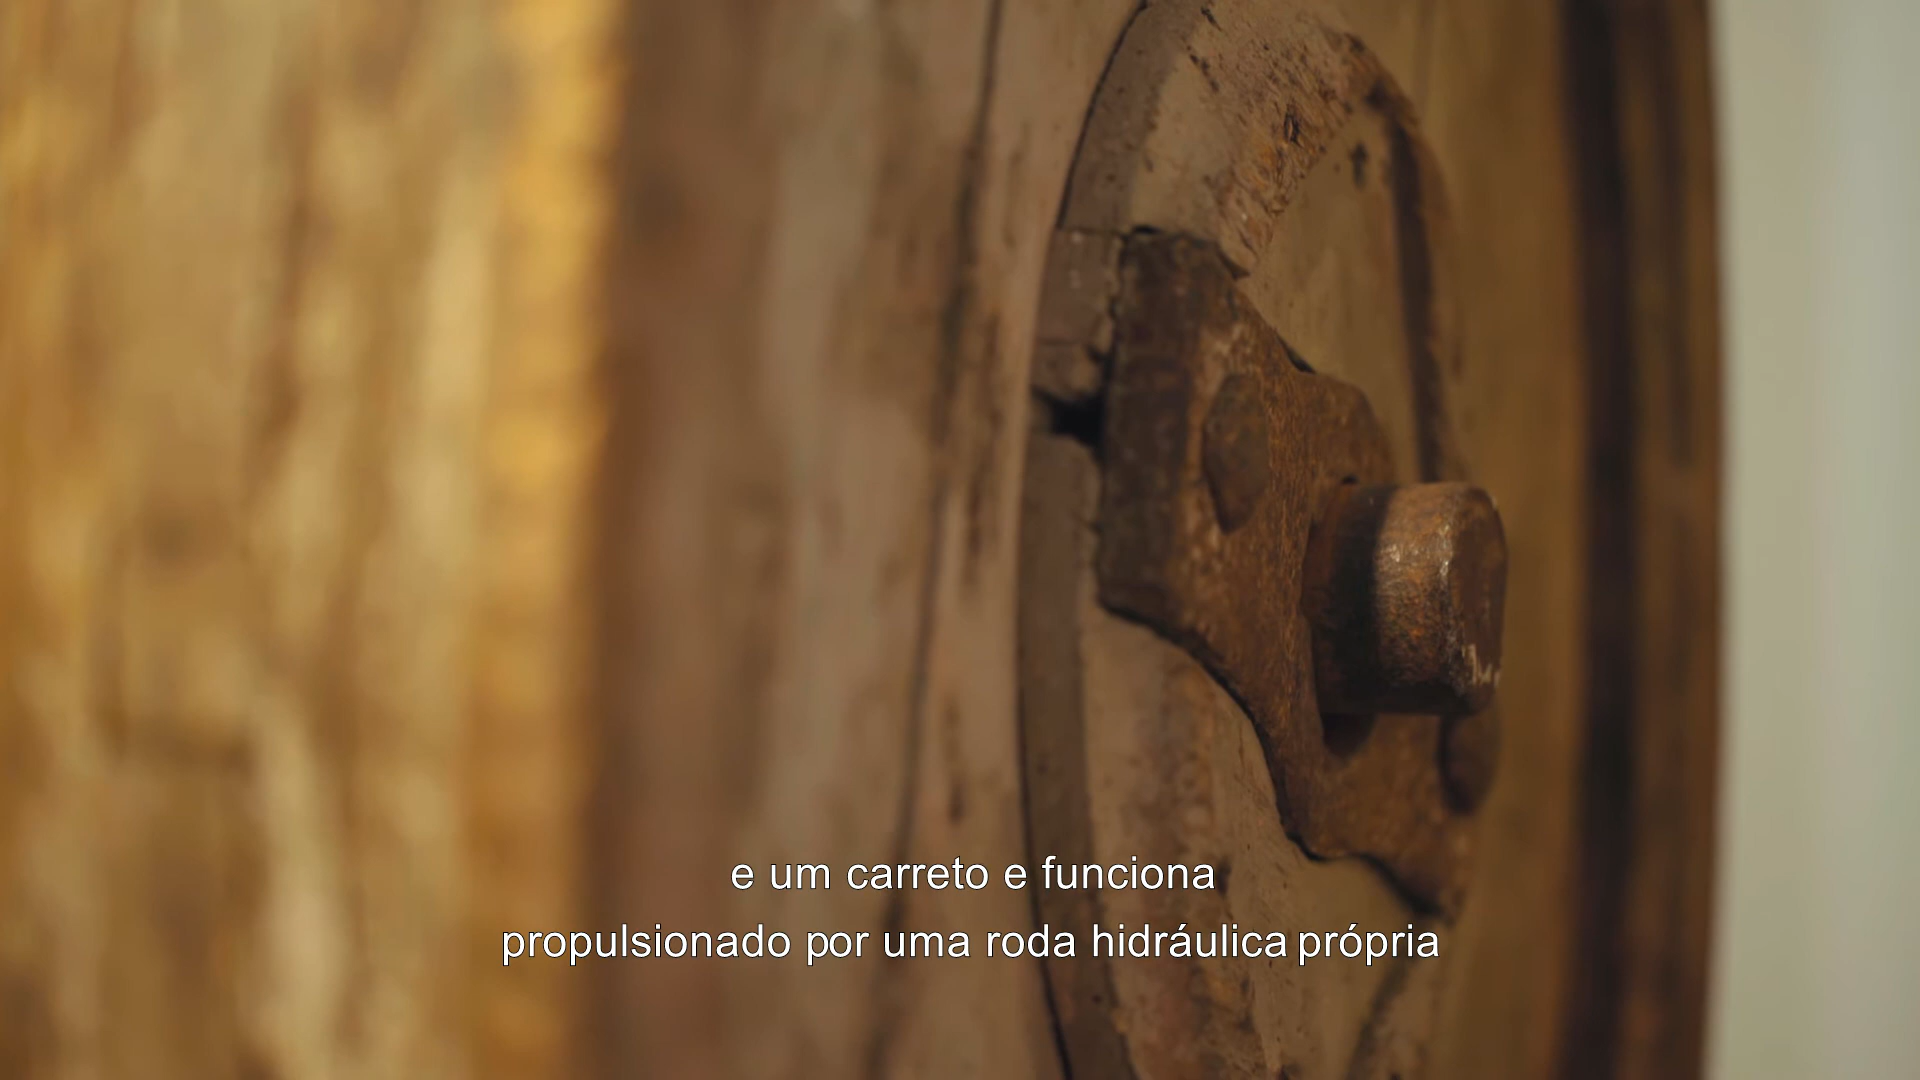 e um carreto e funciona
propulsionado por uma roda hidráulica própria